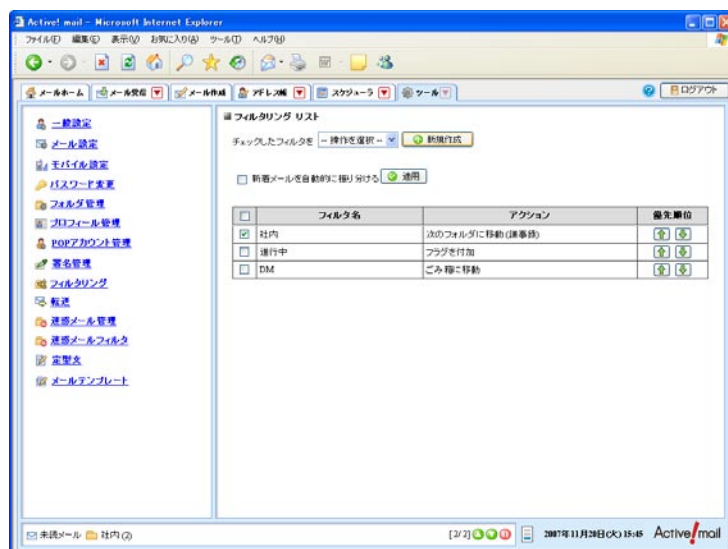 Active! mail - Microsoft Internet Explorer
ファイル(F) 編集(E) 表示(V) お気に入り(A) ツール(T) ヘルプ(H)
メールホーム メール受信 メール作成 アドレス帳 スケジューラ ツール ログアウト
一般設定
メール設定
モバイル設定
パスワード変更
フォルダ管理
プロフィール管理
POPアカウント管理
署名管理
フィルタリング
転送
迷惑メール管理
迷惑メールフィルタ
定型文
メールテンプレート
フィルタリング リスト
チェックしたフィルタを -- 操作を選択 -- 新規作成
新着メールを自動的に振り分ける 適用
フィルタ名 アクション 優先順位
社内 次のフォルダに移動(議事録)
進行中 フラグを付加
DM ごみ箱に移動
未読メール 社内(2) [2/2] 2007年11月20日(火) 15:45 Active! mail